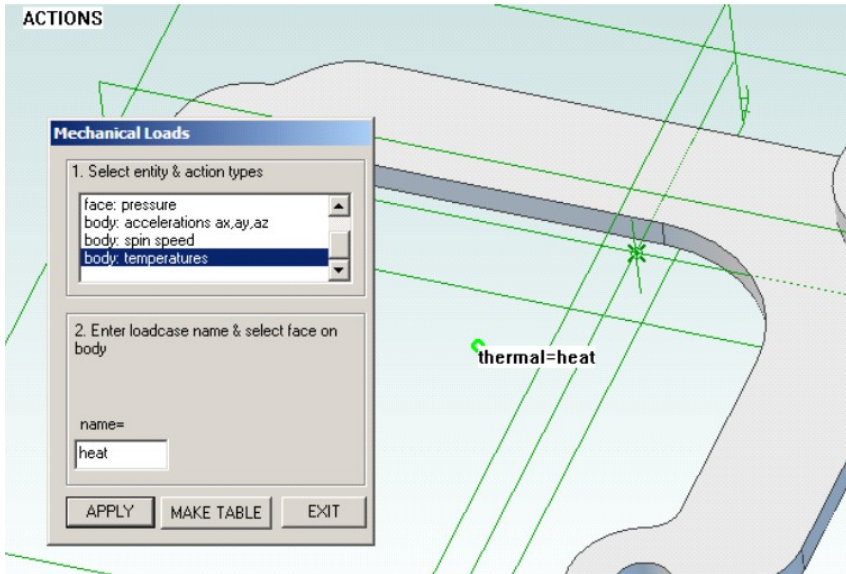 ACTIONS
Mechanical Loads
1. Select entity & action types
face: pressure
body: accelerations ax,ay,az
body: spin speed
body: temperatures
2. Enter loadcase name & select face on
body
name=
heat
APPLY
MAKE TABLE
EXIT
thermal=heat